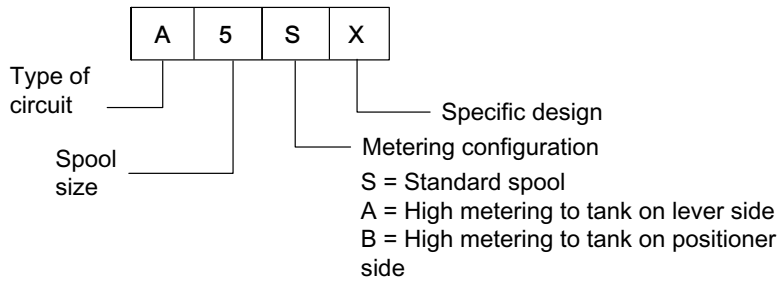 A 5 S X
Type of
circuit
Specific design
Metering configuration
Spool
size
S = Standard spool
A = High metering to tank on lever side
B = High metering to tank on positioner
side